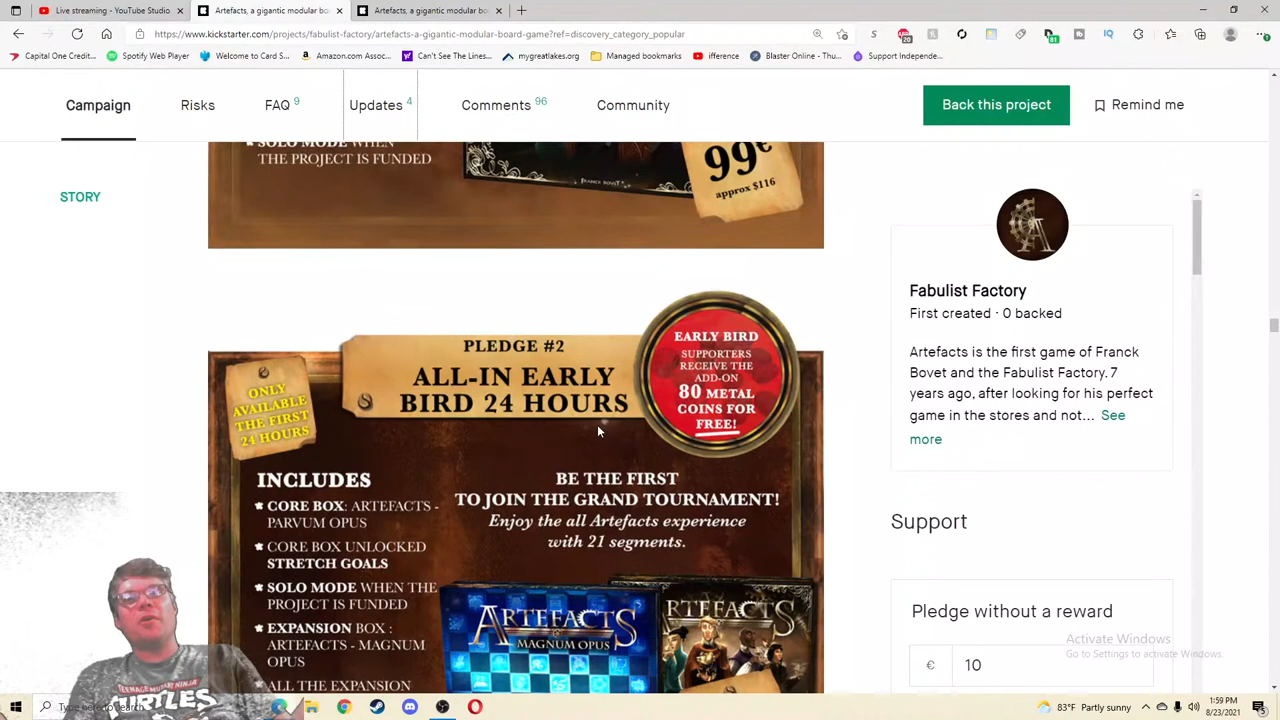 Live streaming - YouTube Studio
Artefacts, a gigantic modular bo
Artefacts, a gigantic modular bo
https://www.kickstarter.com/projects/fabulist-factory/artefacts-a-gigantic-modular-board-game?ref=discovery_category_popular
Capital One Credit...
Spotify Web Player
Welcome to Card S...
Amazon.com Assoc...
Can't See The Lines...
mygreatlakes.org
Managed bookmarks
ifference
Blaster Online - Thr...
Support Independe...
Campaign
Risks
FAQ 9
Updates 4
Comments 96
Community
Back this project
Remind me
SOLO MODE WHEN
THE PROJECT IS FUNDED
99€
approx $116
STORY
Fabulist Factory
First created · 0 backed
Artefacts is the first game of Franck
Bovet and the Fabulist Factory. 7
years ago, after looking for his perfect
game in the stores and not... See
more
PLEDGE #2
ALL-IN EARLY
BIRD 24 HOURS
ONLY
AVAILABLE
THE FIRST
24 HOURS
EARLY BIRD
SUPPORTERS
RECEIVE THE
ADD-ON
80 METAL
COINS FOR
FREE!
INCLUDES
CORE BOX: ARTEFACTS -
PARVUM OPUS
CORE BOX UNLOCKED
STRETCH GOALS
SOLO MODE WHEN THE
PROJECT IS FUNDED
EXPANSION BOX :
ARTEFACTS - MAGNUM
OPUS
ALL THE EXPANSION
BE THE FIRST
TO JOIN THE GRAND TOURNAMENT!
Enjoy the all Artefacts experience
with 21 segments.
ARTEFACTS
MAGNUM OPUS
RTEFACTS
Support
Pledge without a reward
€
10
Activate Windows
Go to Settings to activate Windows.
TEENAGE MUTANT NINJA
TURTLES
Type here to search
83°F Partly sunny
1:59 PM
8/23/2021